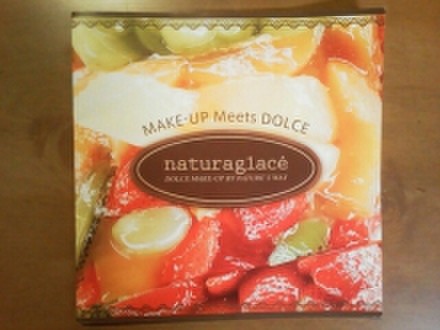 MAKE-UP Meets DOLCE
naturaglacé
DOLCE MAKE-UP BY NATURE'S WAY